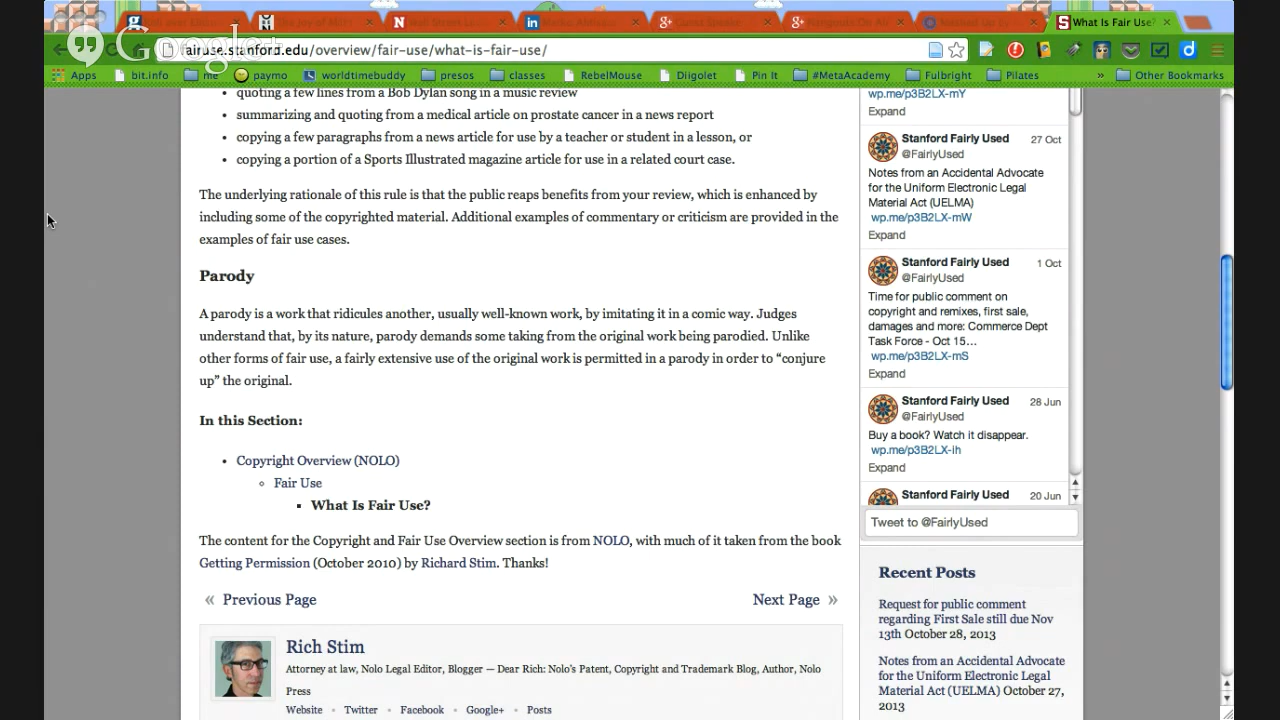 What Is Fair Use?
Google+
fairuse.stanford.edu/overview/fair-use/what-is-fair-use/
Apps bit.info me paymo worldtimebuddy presos classes RebelMouse Diigolet Pin It #MetaAcademy Fulbright Pilates » Other Bookmarks
• quoting a few lines from a Bob Dylan song in a music review
• summarizing and quoting from a medical article on prostate cancer in a news report
• copying a few paragraphs from a news article for use by a teacher or student in a lesson, or
• copying a portion of a Sports Illustrated magazine article for use in a related court case.
The underlying rationale of this rule is that the public reaps benefits from your review, which is enhanced by
including some of the copyrighted material. Additional examples of commentary or criticism are provided in the
examples of fair use cases.
Parody
A parody is a work that ridicules another, usually well-known work, by imitating it in a comic way. Judges
understand that, by its nature, parody demands some taking from the original work being parodied. Unlike
other forms of fair use, a fairly extensive use of the original work is permitted in a parody in order to “conjure
up” the original.
In this Section:
• Copyright Overview (NOLO)
◦ Fair Use
▪ What Is Fair Use?
The content for the Copyright and Fair Use Overview section is from NOLO, with much of it taken from the book
Getting Permission (October 2010) by Richard Stim. Thanks!
« Previous Page
Next Page »
Rich Stim
Attorney at law, Nolo Legal Editor, Blogger — Dear Rich: Nolo's Patent, Copyright and Trademark Blog, Author, Nolo
Press
Website • Twitter • Facebook • Google+ • Posts
wp.me/p3B2LX-mY
Expand
Stanford Fairly Used 27 Oct
@FairlyUsed
Notes from an Accidental Advocate
for the Uniform Electronic Legal
Material Act (UELMA)
wp.me/p3B2LX-mW
Expand
Stanford Fairly Used 1 Oct
@FairlyUsed
Time for public comment on
copyright and remixes, first sale,
damages and more: Commerce Dept
Task Force - Oct 15…
wp.me/p3B2LX-mS
Expand
Stanford Fairly Used 28 Jun
@FairlyUsed
Buy a book? Watch it disappear.
wp.me/p3B2LX-ih
Expand
Stanford Fairly Used 20 Jun
Tweet to @FairlyUsed
Recent Posts
Request for public comment
regarding First Sale still due Nov
13th October 28, 2013
Notes from an Accidental Advocate
for the Uniform Electronic Legal
Material Act (UELMA) October 27,
2013